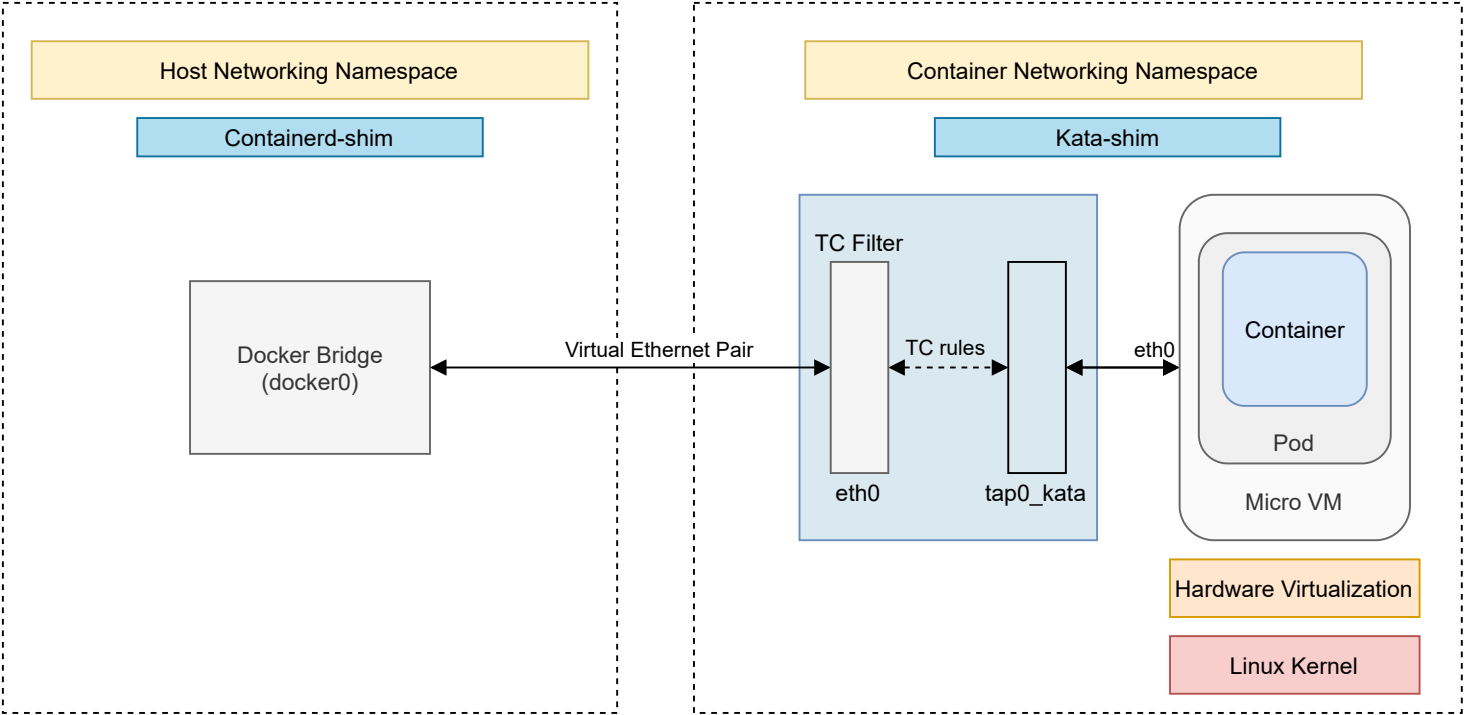 Host Networking Namespace
Containerd-shim
Docker Bridge
(docker0)
Virtual Ethernet Pair
Container Networking Namespace
Kata-shim
TC Filter
TC rules
eth0
tap0_kata
eth0
Container
Pod
Micro VM
Hardware Virtualization
Linux Kernel